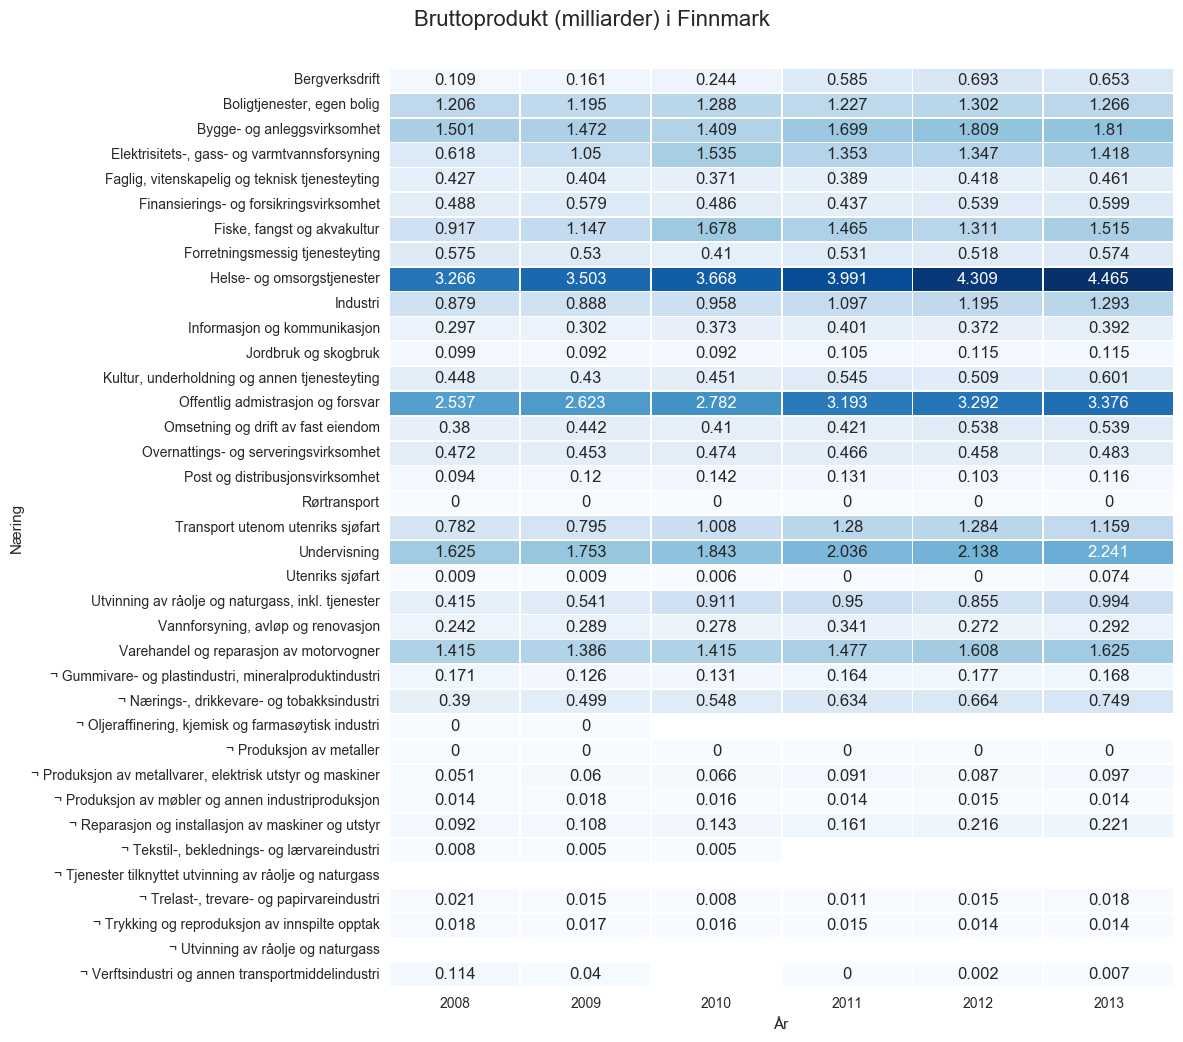 Bruttoprodukt (milliarder) i Finnmark
Bergverksdrift 0.109 0.161 0.244 0.585 0.693 0.653
Boligtjenester, egen bolig 1.206 1.195 1.288 1.227 1.302 1.266
Bygge- og anleggsvirksomhet 1.501 1.472 1.409 1.699 1.809 1.81
Elektrisitets-, gass- og varmtvannsforsyning 0.618 1.05 1.535 1.353 1.347 1.418
Faglig, vitenskapelig og teknisk tjenesteyting 0.427 0.404 0.371 0.389 0.418 0.461
Finansierings- og forsikringsvirksomhet 0.488 0.579 0.486 0.437 0.539 0.599
Fiske, fangst og akvakultur 0.917 1.147 1.678 1.465 1.311 1.515
Forretningsmessig tjenesteyting 0.575 0.53 0.41 0.531 0.518 0.574
Helse- og omsorgstjenester 3.266 3.503 3.668 3.991 4.309 4.465
Industri 0.879 0.888 0.958 1.097 1.195 1.293
Informasjon og kommunikasjon 0.297 0.302 0.373 0.401 0.372 0.392
Jordbruk og skogbruk 0.099 0.092 0.092 0.105 0.115 0.115
Kultur, underholdning og annen tjenesteyting 0.448 0.43 0.451 0.545 0.509 0.601
Offentlig admistrasjon og forsvar 2.537 2.623 2.782 3.193 3.292 3.376
Omsetning og drift av fast eiendom 0.38 0.442 0.41 0.421 0.538 0.539
Overnattings- og serveringsvirksomhet 0.472 0.453 0.474 0.466 0.458 0.483
Post og distribusjonsvirksomhet 0.094 0.12 0.142 0.131 0.103 0.116
Rørtransport 0 0 0 0 0 0
Transport utenom utenriks sjøfart 0.782 0.795 1.008 1.28 1.284 1.159
Næring
Undervisning 1.625 1.753 1.843 2.036 2.138 2.241
Utenriks sjøfart 0.009 0.009 0.006 0 0 0.074
Utvinning av råolje og naturgass, inkl. tjenester 0.415 0.541 0.911 0.95 0.855 0.994
Vannforsyning, avløp og renovasjon 0.242 0.289 0.278 0.341 0.272 0.292
Varehandel og reparasjon av motorvogner 1.415 1.386 1.415 1.477 1.608 1.625
¬ Gummivare- og plastindustri, mineralproduktindustri 0.171 0.126 0.131 0.164 0.177 0.168
¬ Nærings-, drikkevare- og tobakksindustri 0.39 0.499 0.548 0.634 0.664 0.749
¬ Oljeraffinering, kjemisk og farmasøytisk industri 0 0
¬ Produksjon av metaller 0 0 0 0 0 0
¬ Produksjon av metallvarer, elektrisk utstyr og maskiner 0.051 0.06 0.066 0.091 0.087 0.097
¬ Produksjon av møbler og annen industriproduksjon 0.014 0.018 0.016 0.014 0.015 0.014
¬ Reparasjon og installasjon av maskiner og utstyr 0.092 0.108 0.143 0.161 0.216 0.221
¬ Tekstil-, beklednings- og lærvareindustri 0.008 0.005 0.005
¬ Tjenester tilknyttet utvinning av råolje og naturgass
¬ Trelast-, trevare- og papirvareindustri 0.021 0.015 0.008 0.011 0.015 0.018
¬ Trykking og reproduksjon av innspilte opptak 0.018 0.017 0.016 0.015 0.014 0.014
¬ Utvinning av råolje og naturgass
¬ Verftsindustri og annen transportmiddelindustri 0.114 0.04 0 0.002 0.007
2008 2009 2010 2011 2012 2013
År